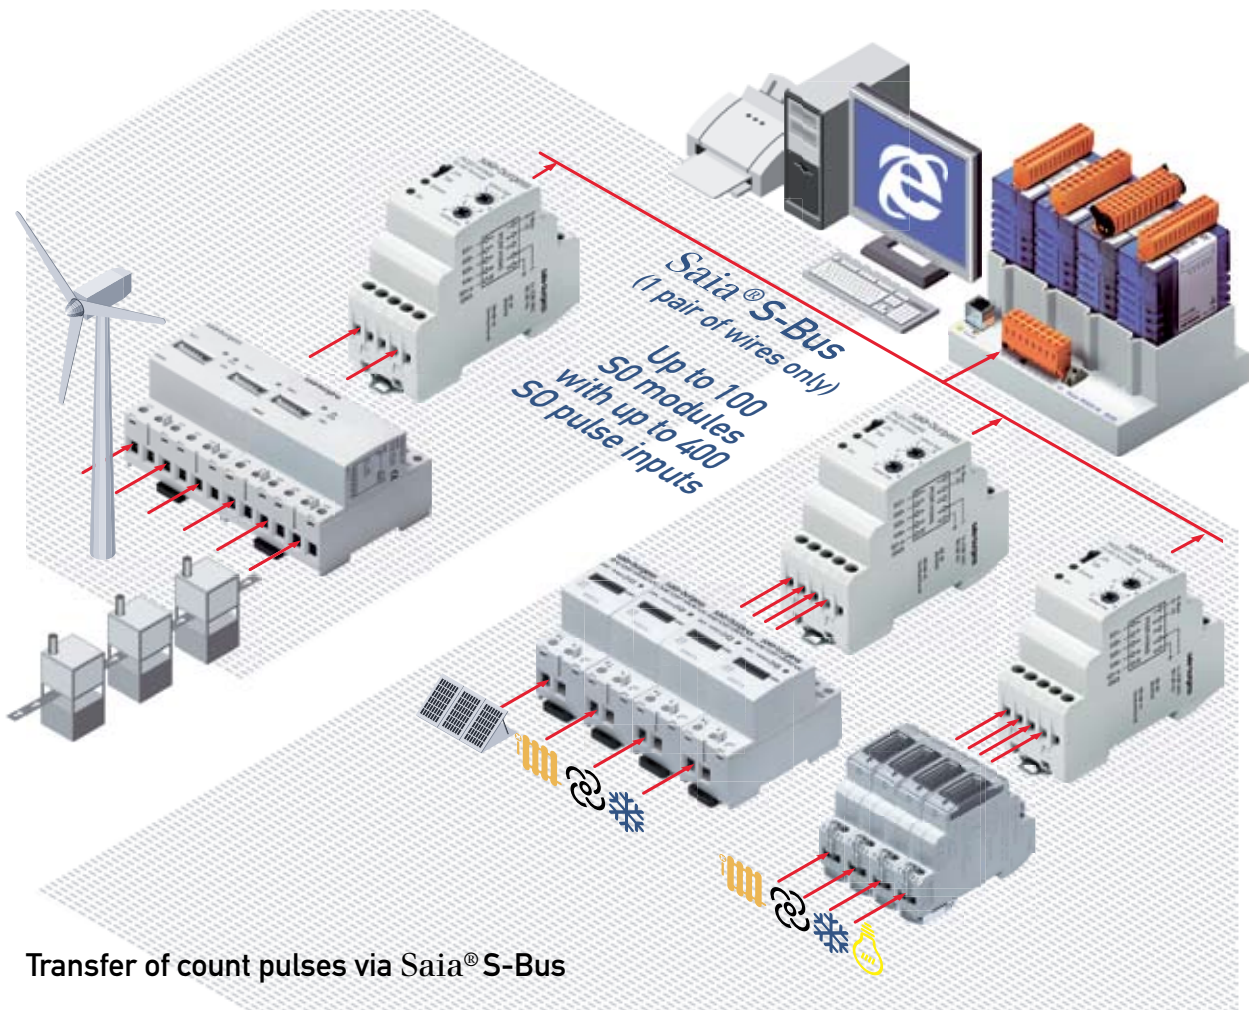 Saia® S-Bus
(1 pair of wires only)
Up to 100
S0 modules
with up to 400
SO pulse inputs
Transfer of count pulses via Saia® S-Bus